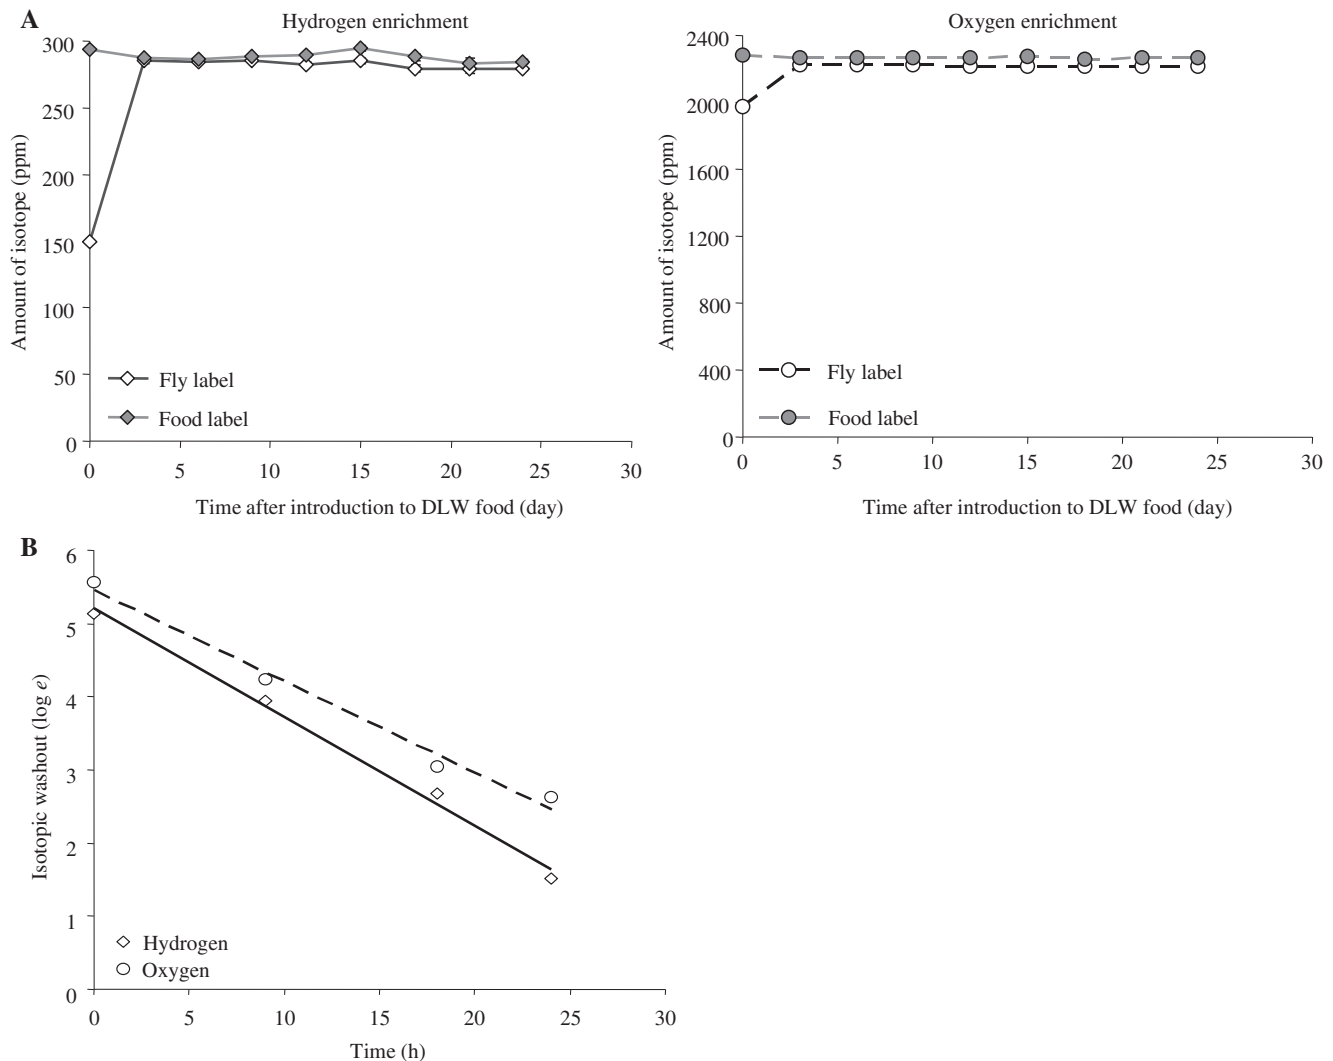 A
Hydrogen enrichment
300
250
200
150
100
50
0
Amount of isotope (ppm)
Fly label
Food label
0 5 10 15 20 25 30
Time after introduction to DLW food (day)
Oxygen enrichment
2400
2000
1600
1200
800
400
0
Amount of isotope (ppm)
Fly label
Food label
0 5 10 15 20 25 30
Time after introduction to DLW food (day)
B
6
5
4
3
2
1
0
Isotopic washout (log e)
Hydrogen
Oxygen
0 5 10 15 20 25 30
Time (h)